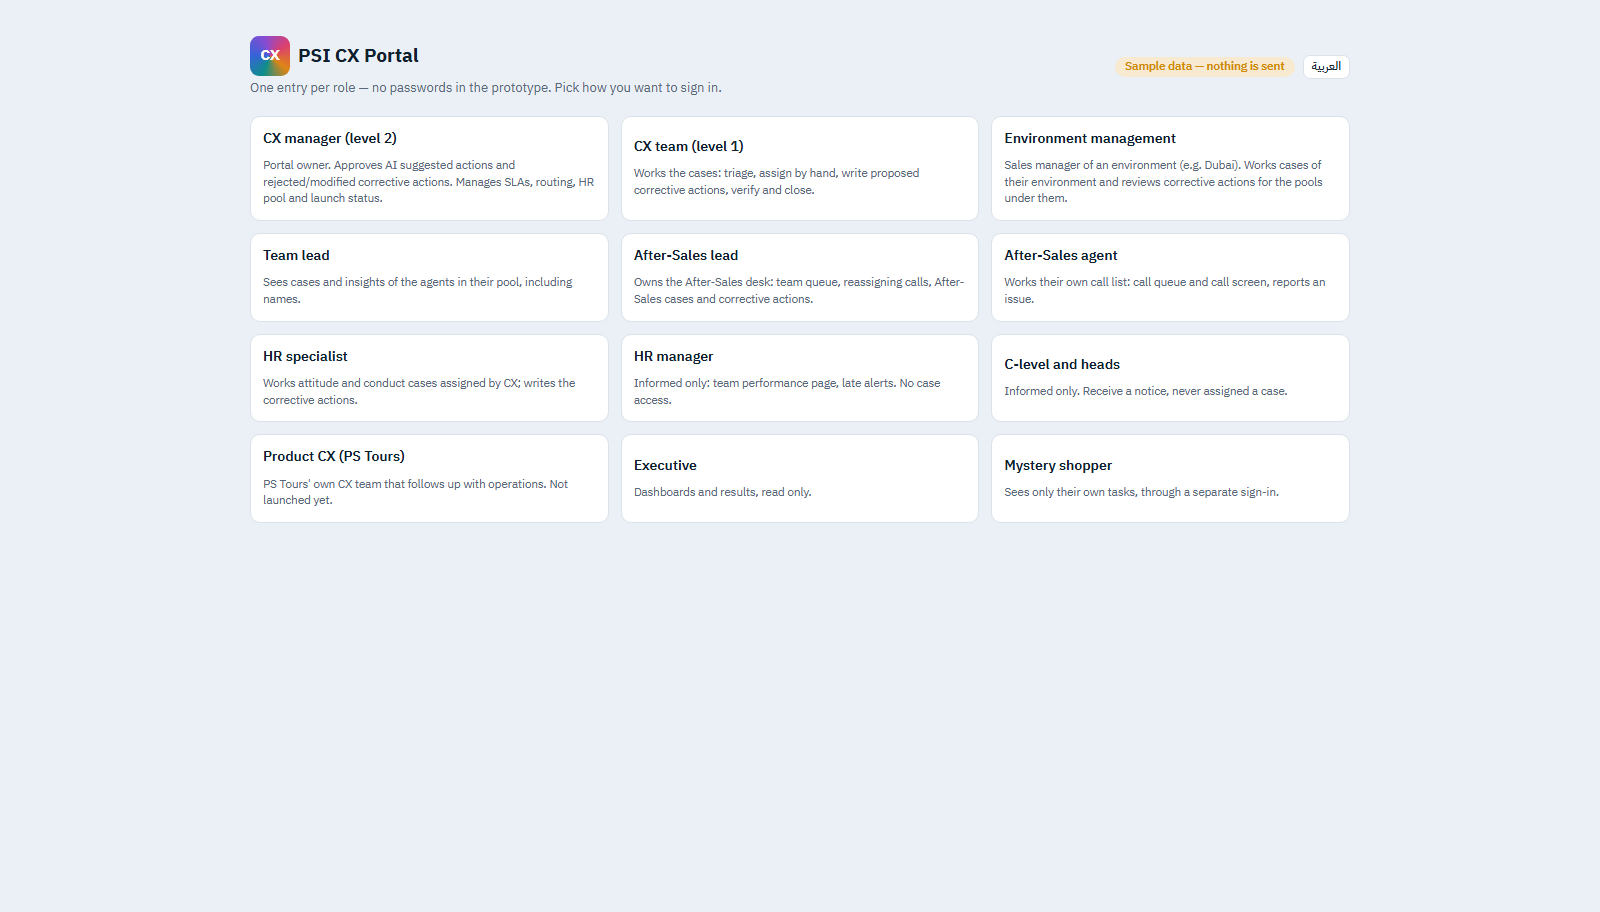 CX
PSI CX Portal
One entry per role — no passwords in the prototype. Pick how you want to sign in.
Sample data — nothing is sent
العربية
CX manager (level 2)
Portal owner. Approves AI suggested actions and
rejected/modified corrective actions. Manages SLAs, routing, HR
pool and launch status.
CX team (level 1)
Works the cases: triage, assign by hand, write proposed
corrective actions, verify and close.
Environment management
Sales manager of an environment (e.g. Dubai). Works cases of
their environment and reviews corrective actions for the pools
under them.
Team lead
Sees cases and insights of the agents in their pool, including
names.
After-Sales lead
Owns the After-Sales desk: team queue, reassigning calls, After-
Sales cases and corrective actions.
After-Sales agent
Works their own call list: call queue and call screen, reports an
issue.
HR specialist
Works attitude and conduct cases assigned by CX; writes the
corrective actions.
HR manager
Informed only: team performance page, late alerts. No case
access.
C-level and heads
Informed only. Receive a notice, never assigned a case.
Product CX (PS Tours)
PS Tours' own CX team that follows up with operations. Not
launched yet.
Executive
Dashboards and results, read only.
Mystery shopper
Sees only their own tasks, through a separate sign-in.